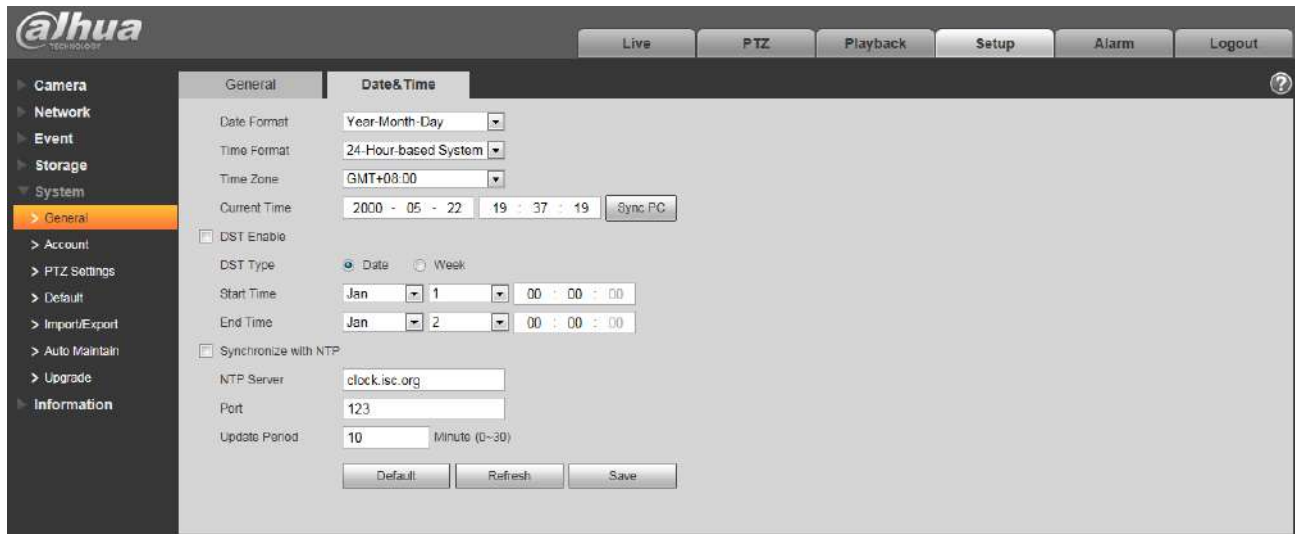 alhua
TECHNOLOGY
Live PTZ Playback Setup Alarm Logout
Camera
Network
Event
Storage
System
> General
> Account
> PTZ Settings
> Default
> Import/Export
> Auto Maintain
> Upgrade
Information
General Date&Time
?
Date Format Year-Month-Day
Time Format 24-Hour-based System
Time Zone GMT+08:00
Current Time 2000 - 05 - 22 19 : 37 : 19 Sync PC
DST Enable
DST Type Date Week
Start Time Jan 1 00 : 00 : 00
End Time Jan 2 00 : 00 : 00
Synchronize with NTP
NTP Server clock.isc.org
Port 123
Update Period 10 Minute (0~30)
Default Refresh Save